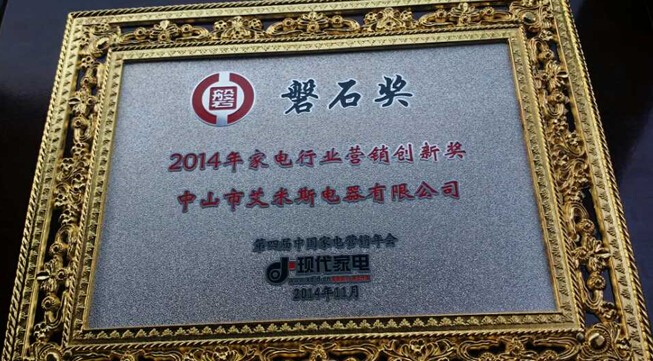 磐石奖
2014年家电行业营销创新奖
中山市艾米斯电器有限公司
第四届中国家电营销年会
现代家电
2014年11月